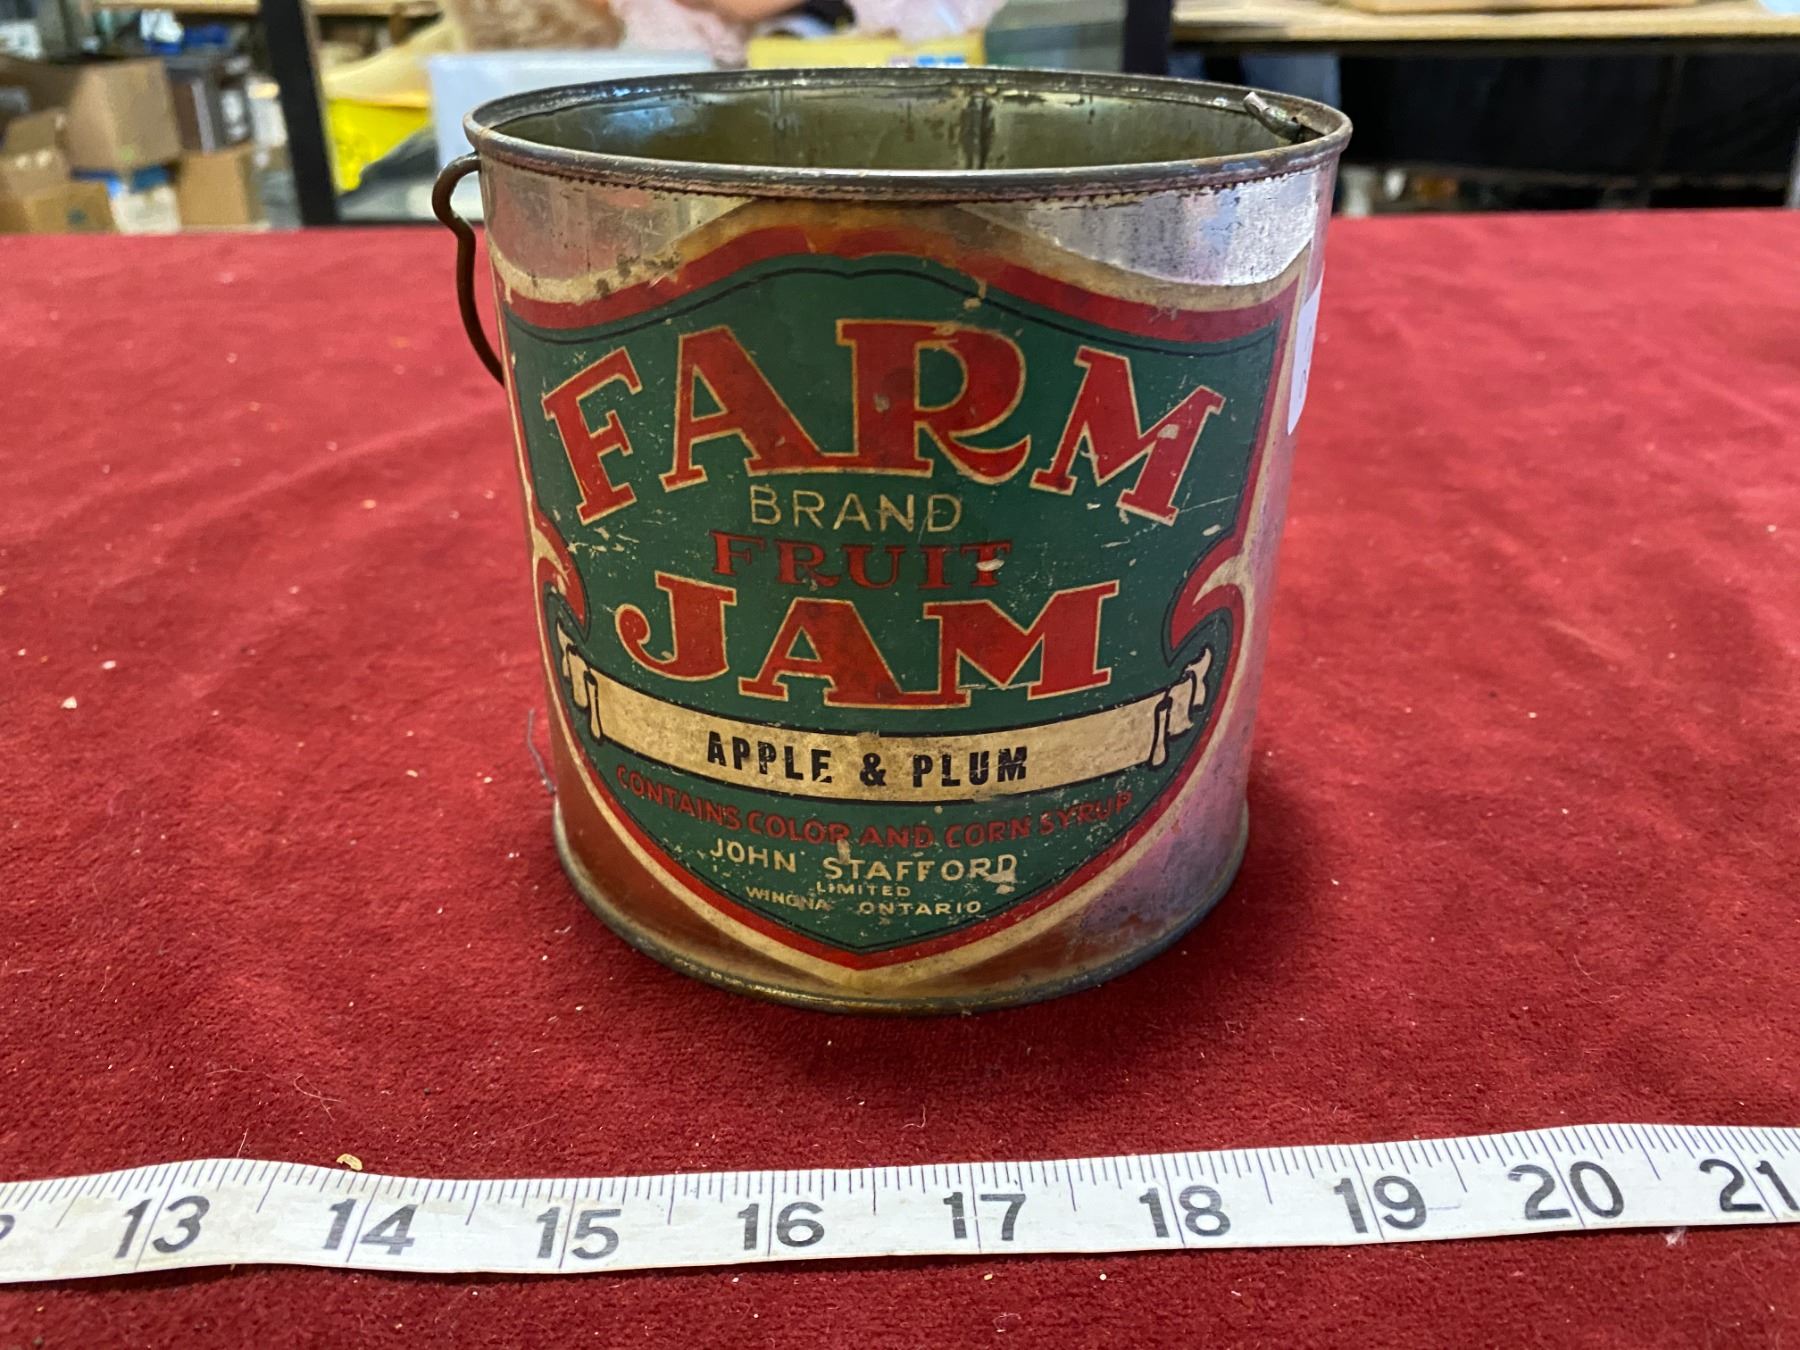 FARM
BRAND
FRUIT
JAM
APPLE & PLUM
CONTAINS COLOR AND CORN SYRUP
JOHN STAFFORD
LIMITED
WINONA ONTARIO
13 14 15 16 17 18 19 20 21